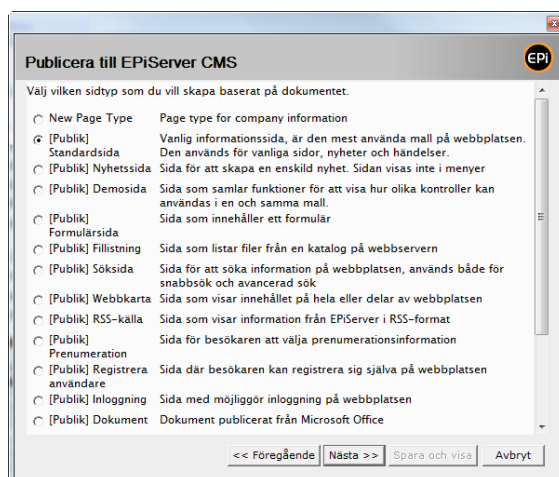 Publicera till EPiServer CMS
EPi
Välj vilken sidtyp som du vill skapa baserat på dokumentet.
New Page Type Page type for company information
[Publik] Vanlig informationssida, är den mest använda mall på webbplatsen.
Standardsida Den används för vanliga sidor, nyheter och händelser.
[Publik] Nyhetssida Sida för att skapa en enskild nyhet. Sidan visas inte i menyer
[Publik] Demosida Sida som samlar funktioner för att visa hur olika kontroller kan
användas i en och samma mall.
[Publik] Sida som innehåller ett formulär
Formulärsida
[Publik] Fillistning Sida som listar filer från en katalog på webbservern
[Publik] Söksida Sida för att söka information på webbplatsen, används både för
snabbsök och avancerad sök
[Publik] Webbkarta Sida som visar innehållet på hela eller delar av webbplatsen
[Publik] RSS-källa Sida som visar information från EPiServer i RSS-format
[Publik] Sida för besökaren att välja prenumerationsinformation
Prenumeration
[Publik] Registrera Sida där besökaren kan registrera sig själva på webbplatsen
användare
[Publik] Inloggning Sida med möjliggör inloggning på webbplatsen
[Publik] Dokument Dokument publicerat från Microsoft Office
<< Föregående Nästa >> Spara och visa Avbryt